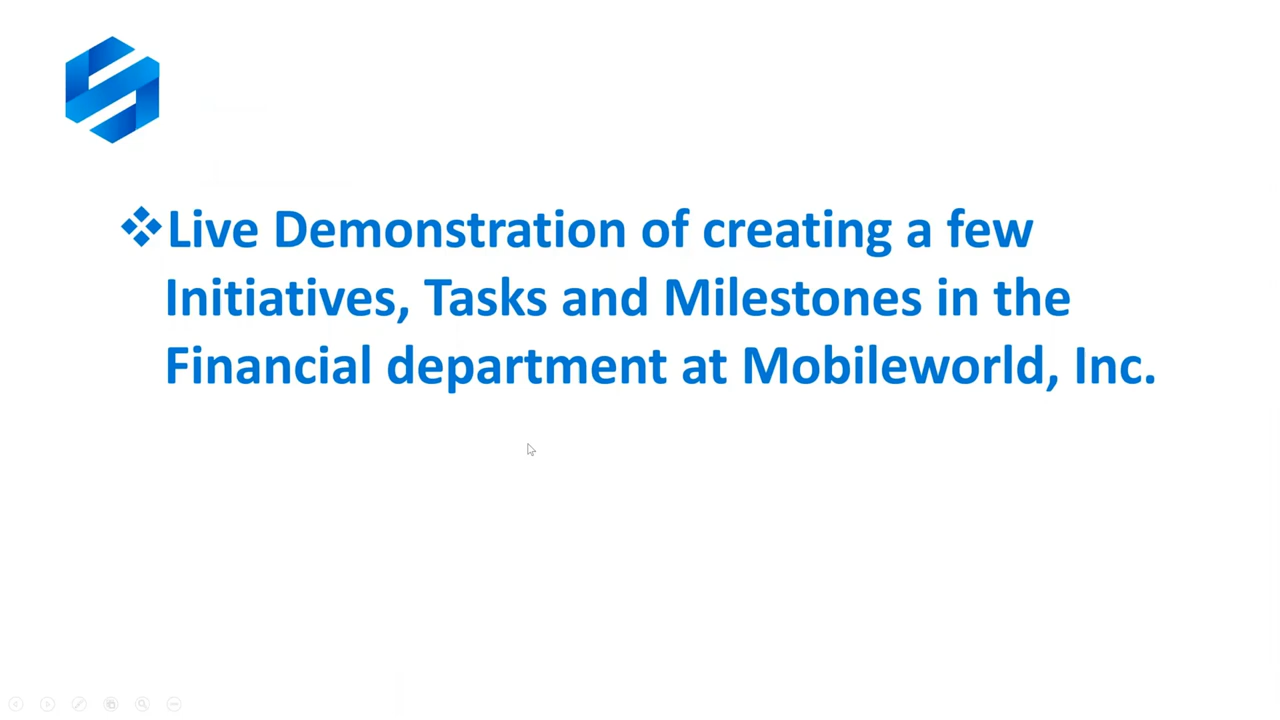 ❖Live Demonstration of creating a few
Initiatives, Tasks and Milestones in the
Financial department at Mobileworld, Inc.